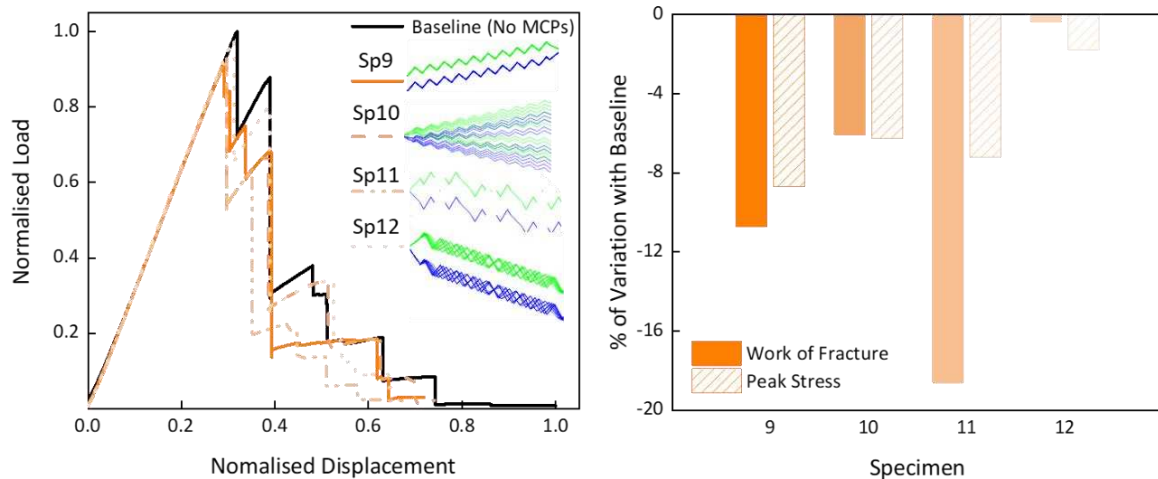 Normalised Load
1.0
0.8
0.6
0.4
0.2
0.0 0.2 0.4 0.6 0.8 1.0
Nomalised Displacement
Baseline (No MCPs)
Sp9
Sp10
Sp11
Sp12
% of Variation with Baseline
0
-4
-8
-12
-16
-20
Work of Fracture
Peak Stress
9 10 11 12
Specimen